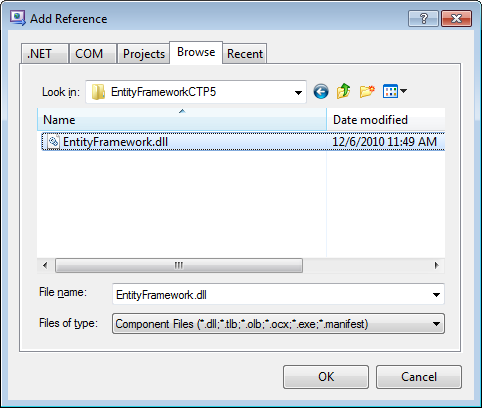 Add Reference
.NET COM Projects Browse Recent
Look in: EntityFrameworkCTP5
Name Date modified
EntityFramework.dll 12/6/2010 11:49 AM
File name: EntityFramework.dll
Files of type: Component Files (*.dll;*.tlb;*.olb;*.ocx;*.exe;*.manifest)
OK Cancel